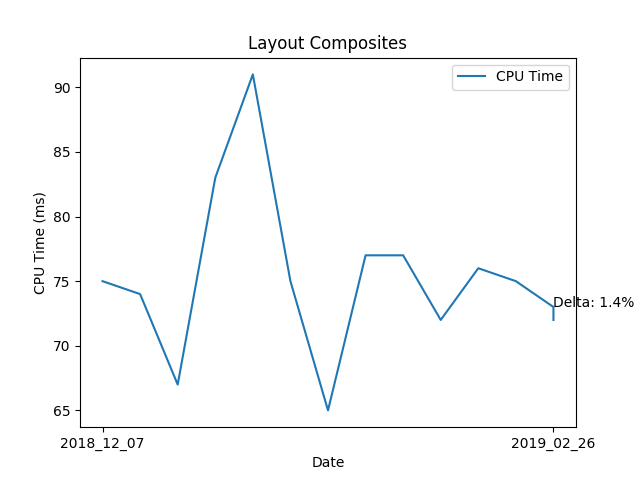 Layout Composites
CPU Time
90
85
80
75
70
65
CPU Time (ms)
Delta: 1.4%
2018_12_07
2019_02_26
Date